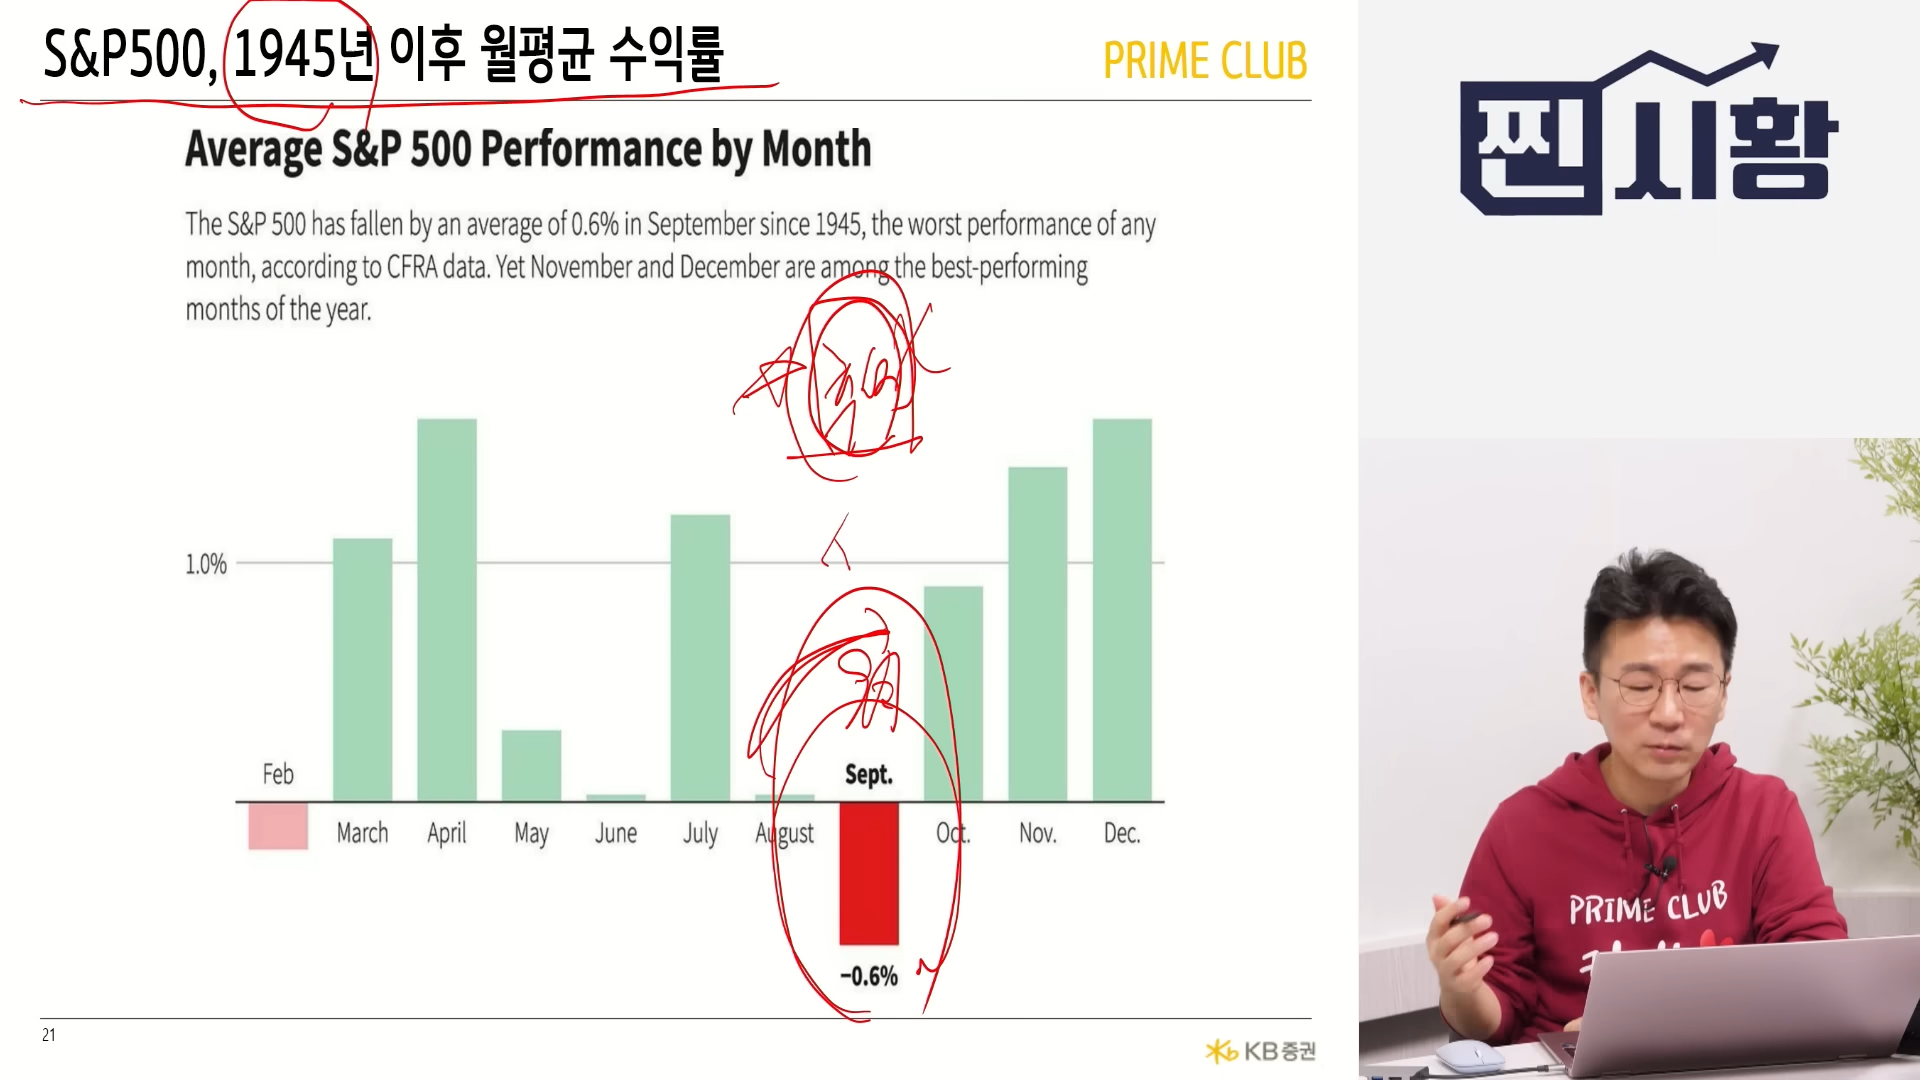 S&P500, 1945년 이후 월평균 수익률
PRIME CLUB
찐시황
Average S&P 500 Performance by Month
The S&P 500 has fallen by an average of 0.6% in September since 1945, the worst performance of any
month, according to CFRA data. Yet November and December are among the best-performing
months of the year.
1.0%
Feb
Sept.
March April May June July August Oct. Nov. Dec.
−0.6%
PRIME CLUB
21
KB증권